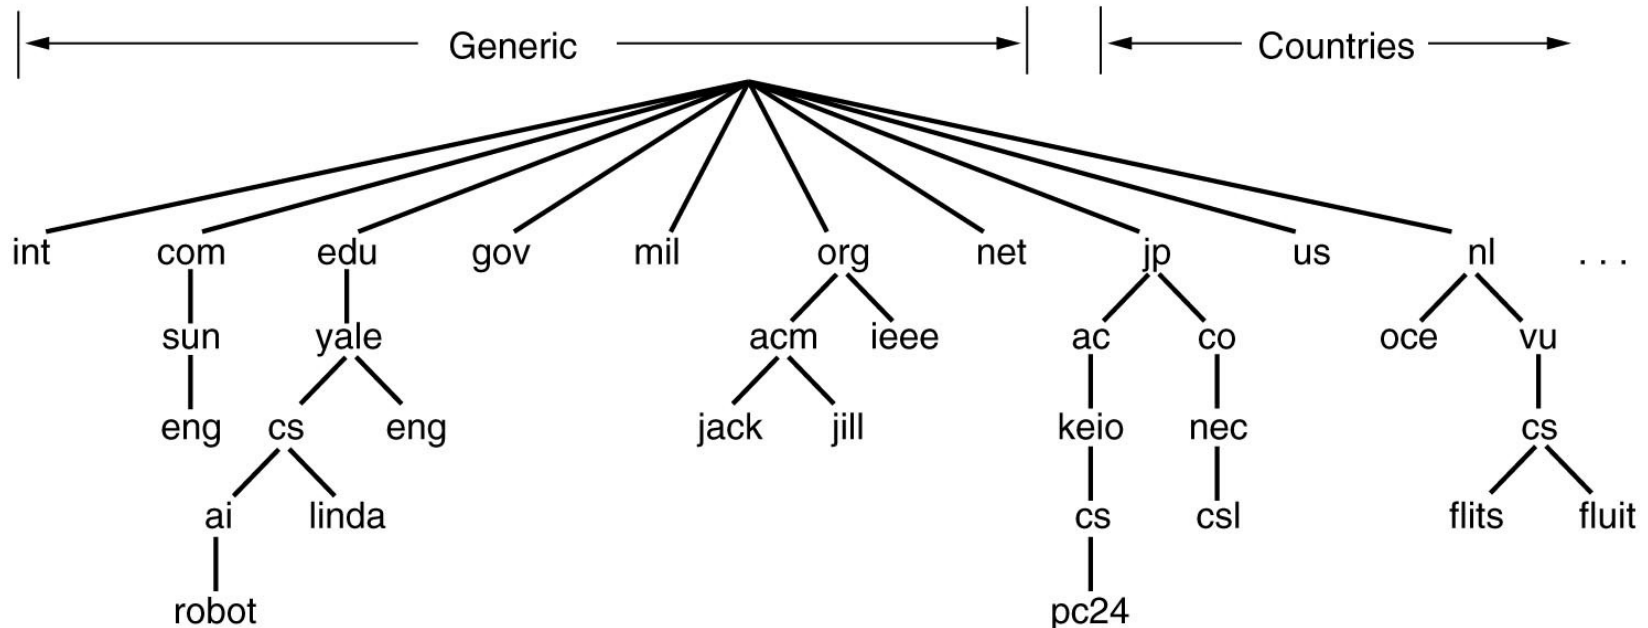 Generic Countries
int com edu gov mil org net jp us nl . . .
sun yale acm ieee ac co oce vu
eng cs eng jack jill keio nec cs
ai linda cs csl flits fluit
robot pc24